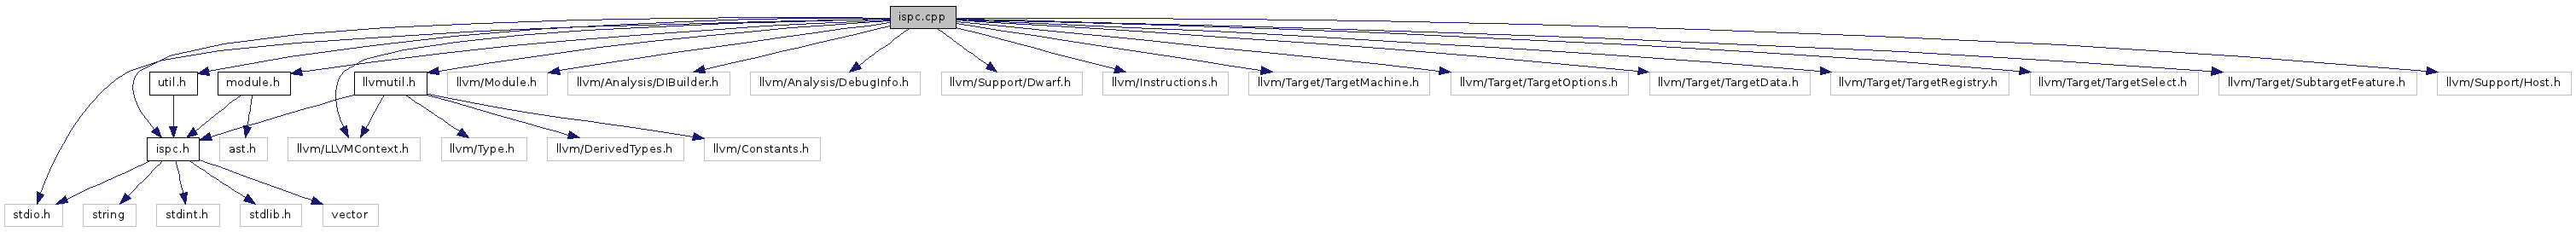 ispc.cpp
util.h
module.h
llvmutil.h
llvm/Module.h
llvm/Analysis/DIBuilder.h
llvm/Analysis/DebugInfo.h
llvm/Support/Dwarf.h
llvm/Instructions.h
llvm/Target/TargetMachine.h
llvm/Target/TargetOptions.h
llvm/Target/TargetData.h
llvm/Target/TargetRegistry.h
llvm/Target/TargetSelect.h
llvm/Target/SubtargetFeature.h
llvm/Support/Host.h
ispc.h
ast.h
llvm/LLVMContext.h
llvm/Type.h
llvm/DerivedTypes.h
llvm/Constants.h
stdio.h
string
stdint.h
stdlib.h
vector